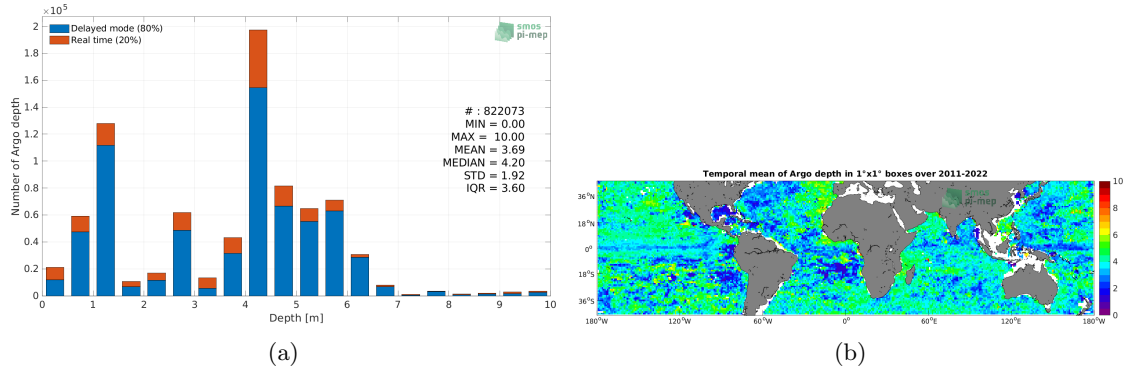 ×10⁵
Delayed mode (80%)
Real time (20%)
smos
pi-mep
2
1.8
1.6
1.4
1.2
1
0.8
0.6
0.4
0.2
0
Number of Argo depth
# : 822073
MIN = 0.00
MAX = 10.00
MEAN = 3.69
MEDIAN = 4.20
STD = 1.92
IQR = 3.60
0 1 2 3 4 5 6 7 8 9 10
Depth [m]
(a)
Temporal mean of Argo depth in 1°x1° boxes over 2011-2022
smos
pi-mep
36°N
18°N
0°
18°S
36°S
180°W 120°W 60°W 0° 60°E 120°E 180°W
10
8
6
4
2
0
(b)